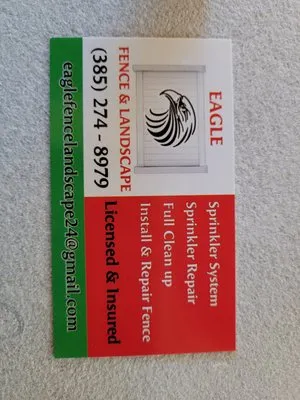 EAGLE
FENCE & LANDSCAPE
(385) 274 - 8979
Sprinkler System
Sprinkler Repair
Full Clean up
Install & Repair Fence
Licensed & Insured
eaglefencelandscape24@gmail.com